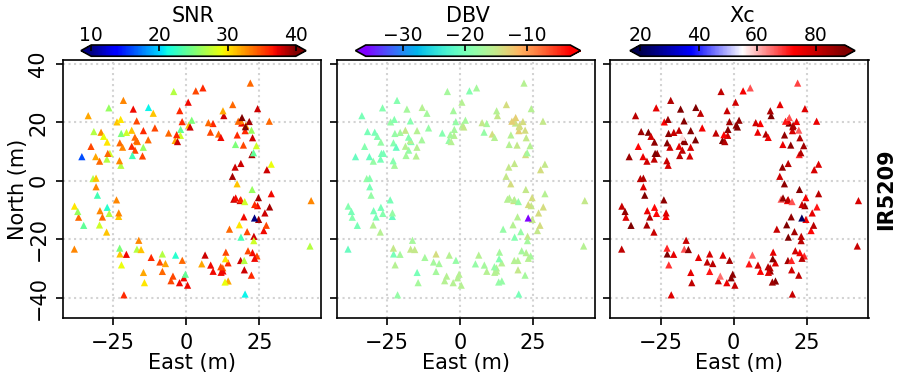 SNR DBV Xc
10 20 30 40 −30 −20 −10 20 40 60 80
40
20
0
−20
−40
North (m)
−25 0 25 −25 0 25 −25 0 25
East (m) East (m) East (m)
IR5209